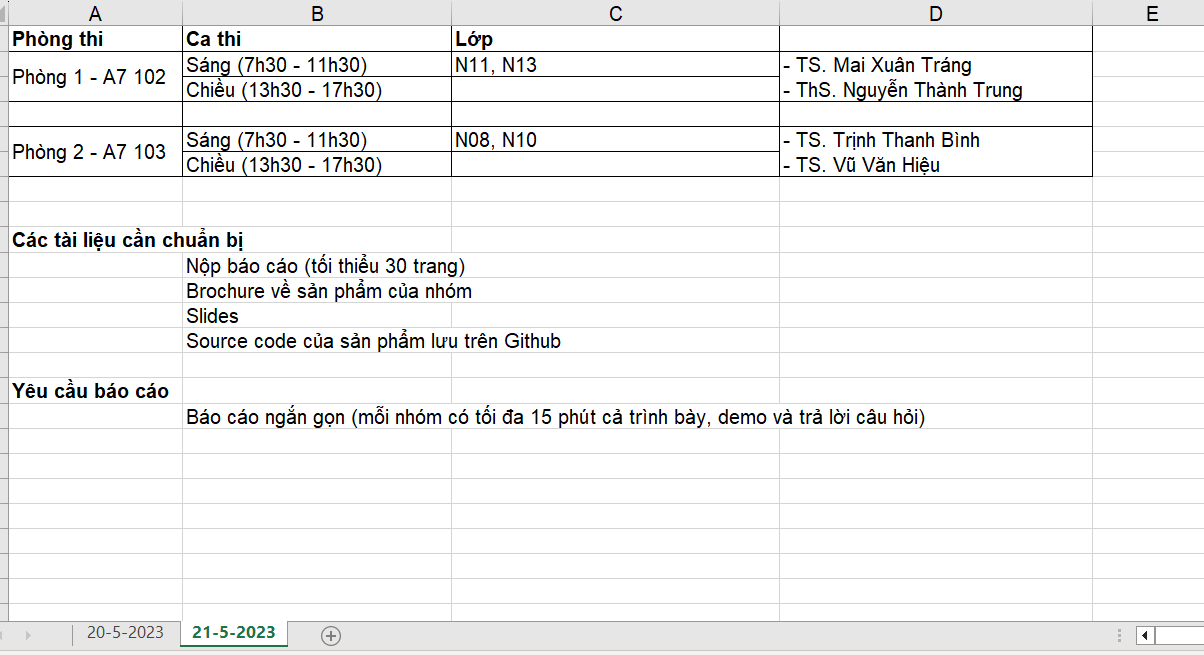 A B C D E
Phòng thi Ca thi Lớp
Phòng 1 - A7 102 Sáng (7h30 - 11h30) N11, N13 - TS. Mai Xuân Tráng
Chiều (13h30 - 17h30) - ThS. Nguyễn Thành Trung
Phòng 2 - A7 103 Sáng (7h30 - 11h30) N08, N10 - TS. Trịnh Thanh Bình
Chiều (13h30 - 17h30) - TS. Vũ Văn Hiệu
Các tài liệu cần chuẩn bị
Nộp báo cáo (tối thiểu 30 trang)
Brochure về sản phẩm của nhóm
Slides
Source code của sản phẩm lưu trên Github
Yêu cầu báo cáo
Báo cáo ngắn gọn (mỗi nhóm có tối đa 15 phút cả trình bày, demo và trả lời câu hỏi)
20-5-2023 21-5-2023